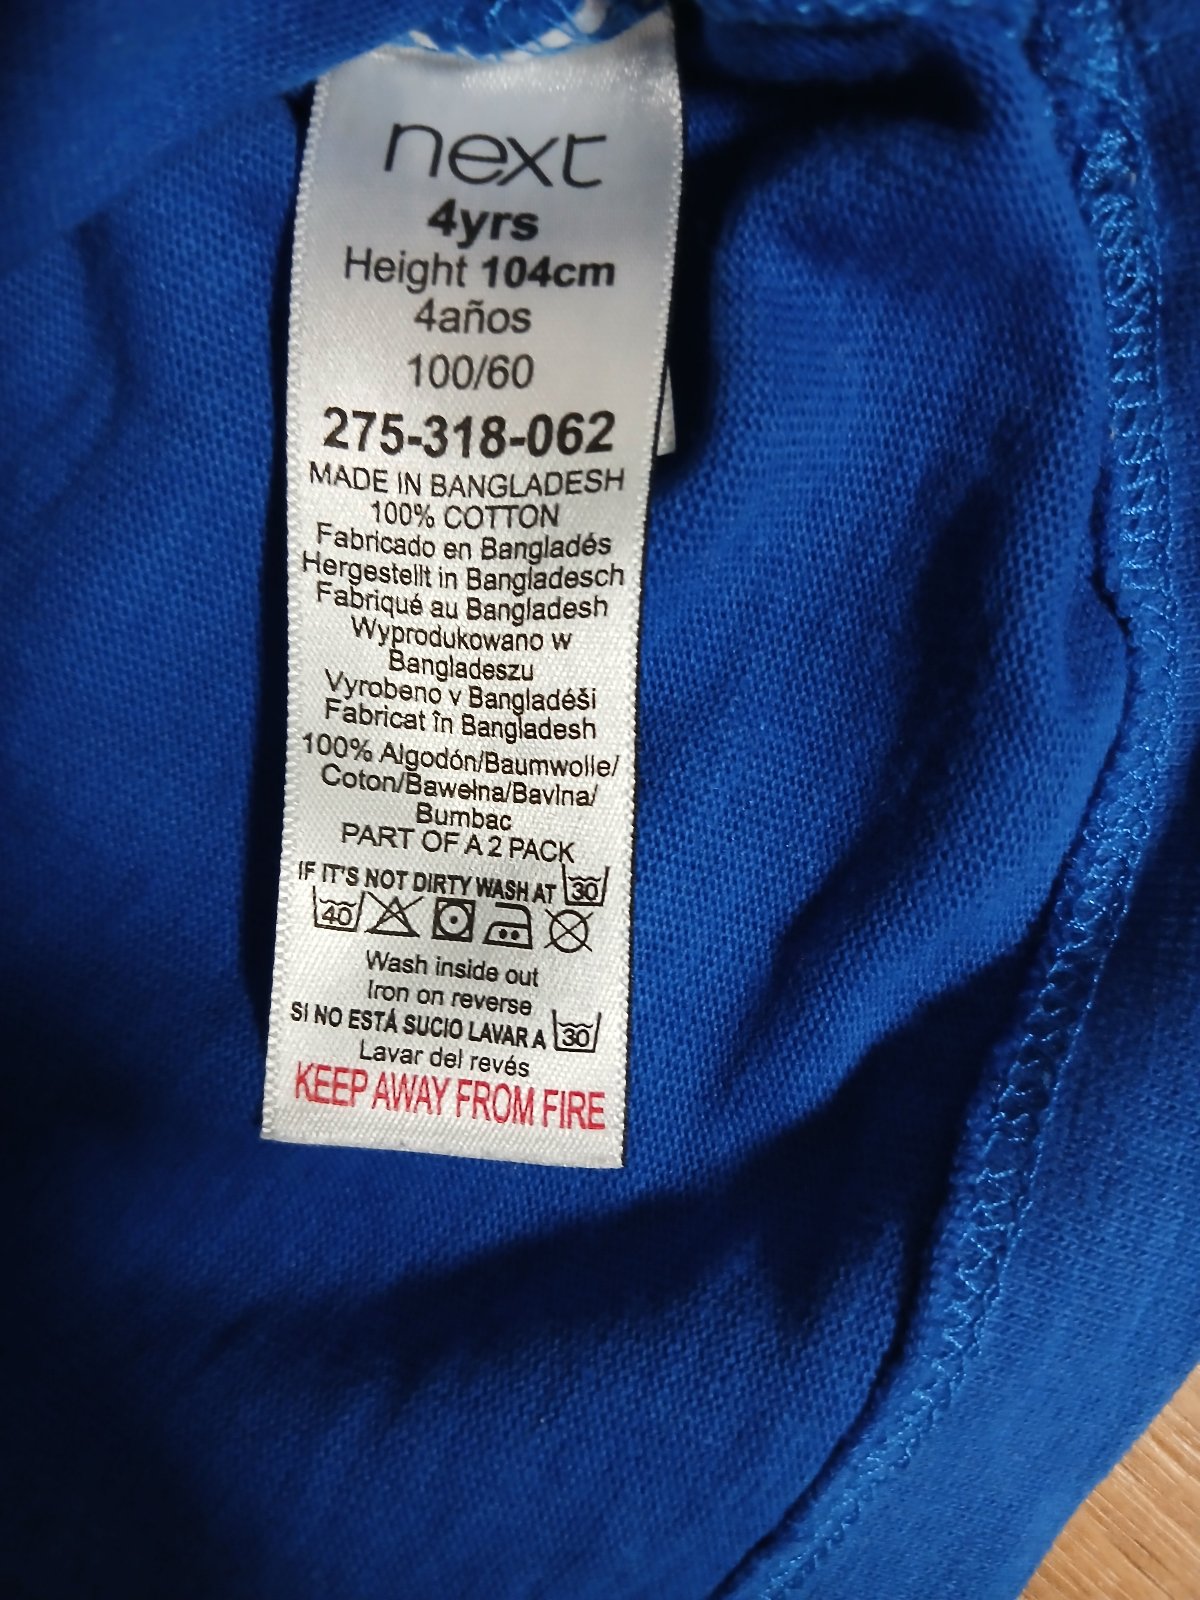 next
4yrs
Height 104cm
4años
100/60
275-318-062
MADE IN BANGLADESH
100% COTTON
Fabricado en Bangladés
Hergestellt in Bangladesch
Fabriqué au Bangladesh
Wyprodukowano w
Bangladeszu
Vyrobeno v Bangladéši
Fabricat în Bangladesh
100% Algodón/Baumwolle/
Coton/Bawełna/Bavlna/
Bumbac
PART OF A 2 PACK
IF IT'S NOT DIRTY WASH AT 30
40
Wash inside out
Iron on reverse
SI NO ESTÁ SUCIO LAVAR A 30
Lavar del revés
KEEP AWAY FROM FIRE